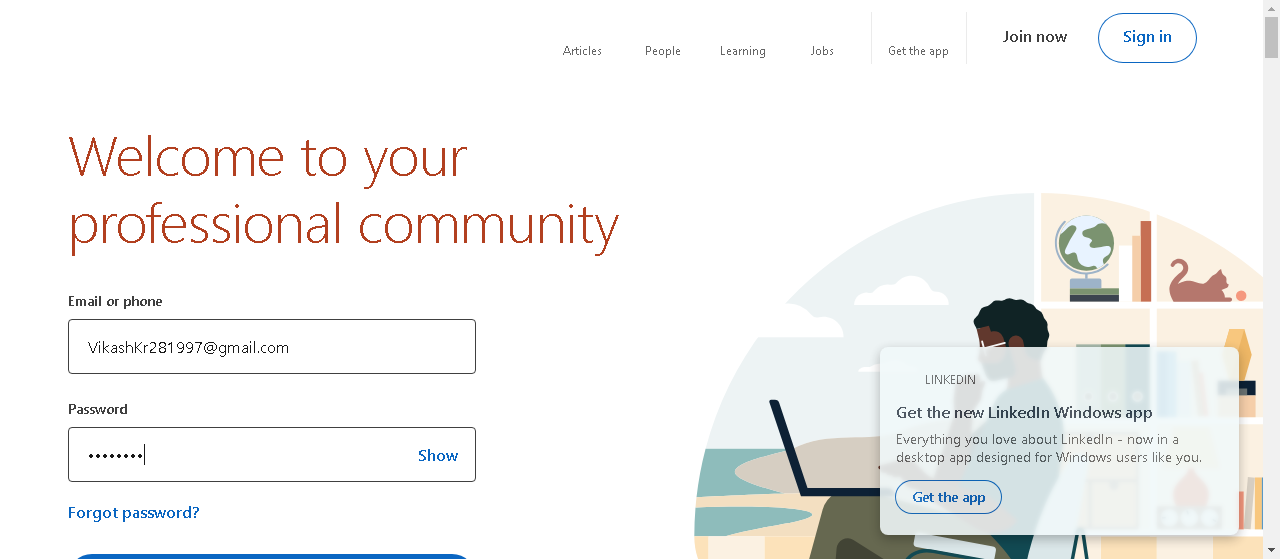 Articles People Learning Jobs Get the app Join now Sign in
Welcome to your
professional community
Email or phone
VikashKr281997@gmail.com
Password
•••••••• Show
Forgot password?
LINKEDIN
Get the new LinkedIn Windows app
Everything you love about LinkedIn - now in a
desktop app designed for Windows users like you.
Get the app